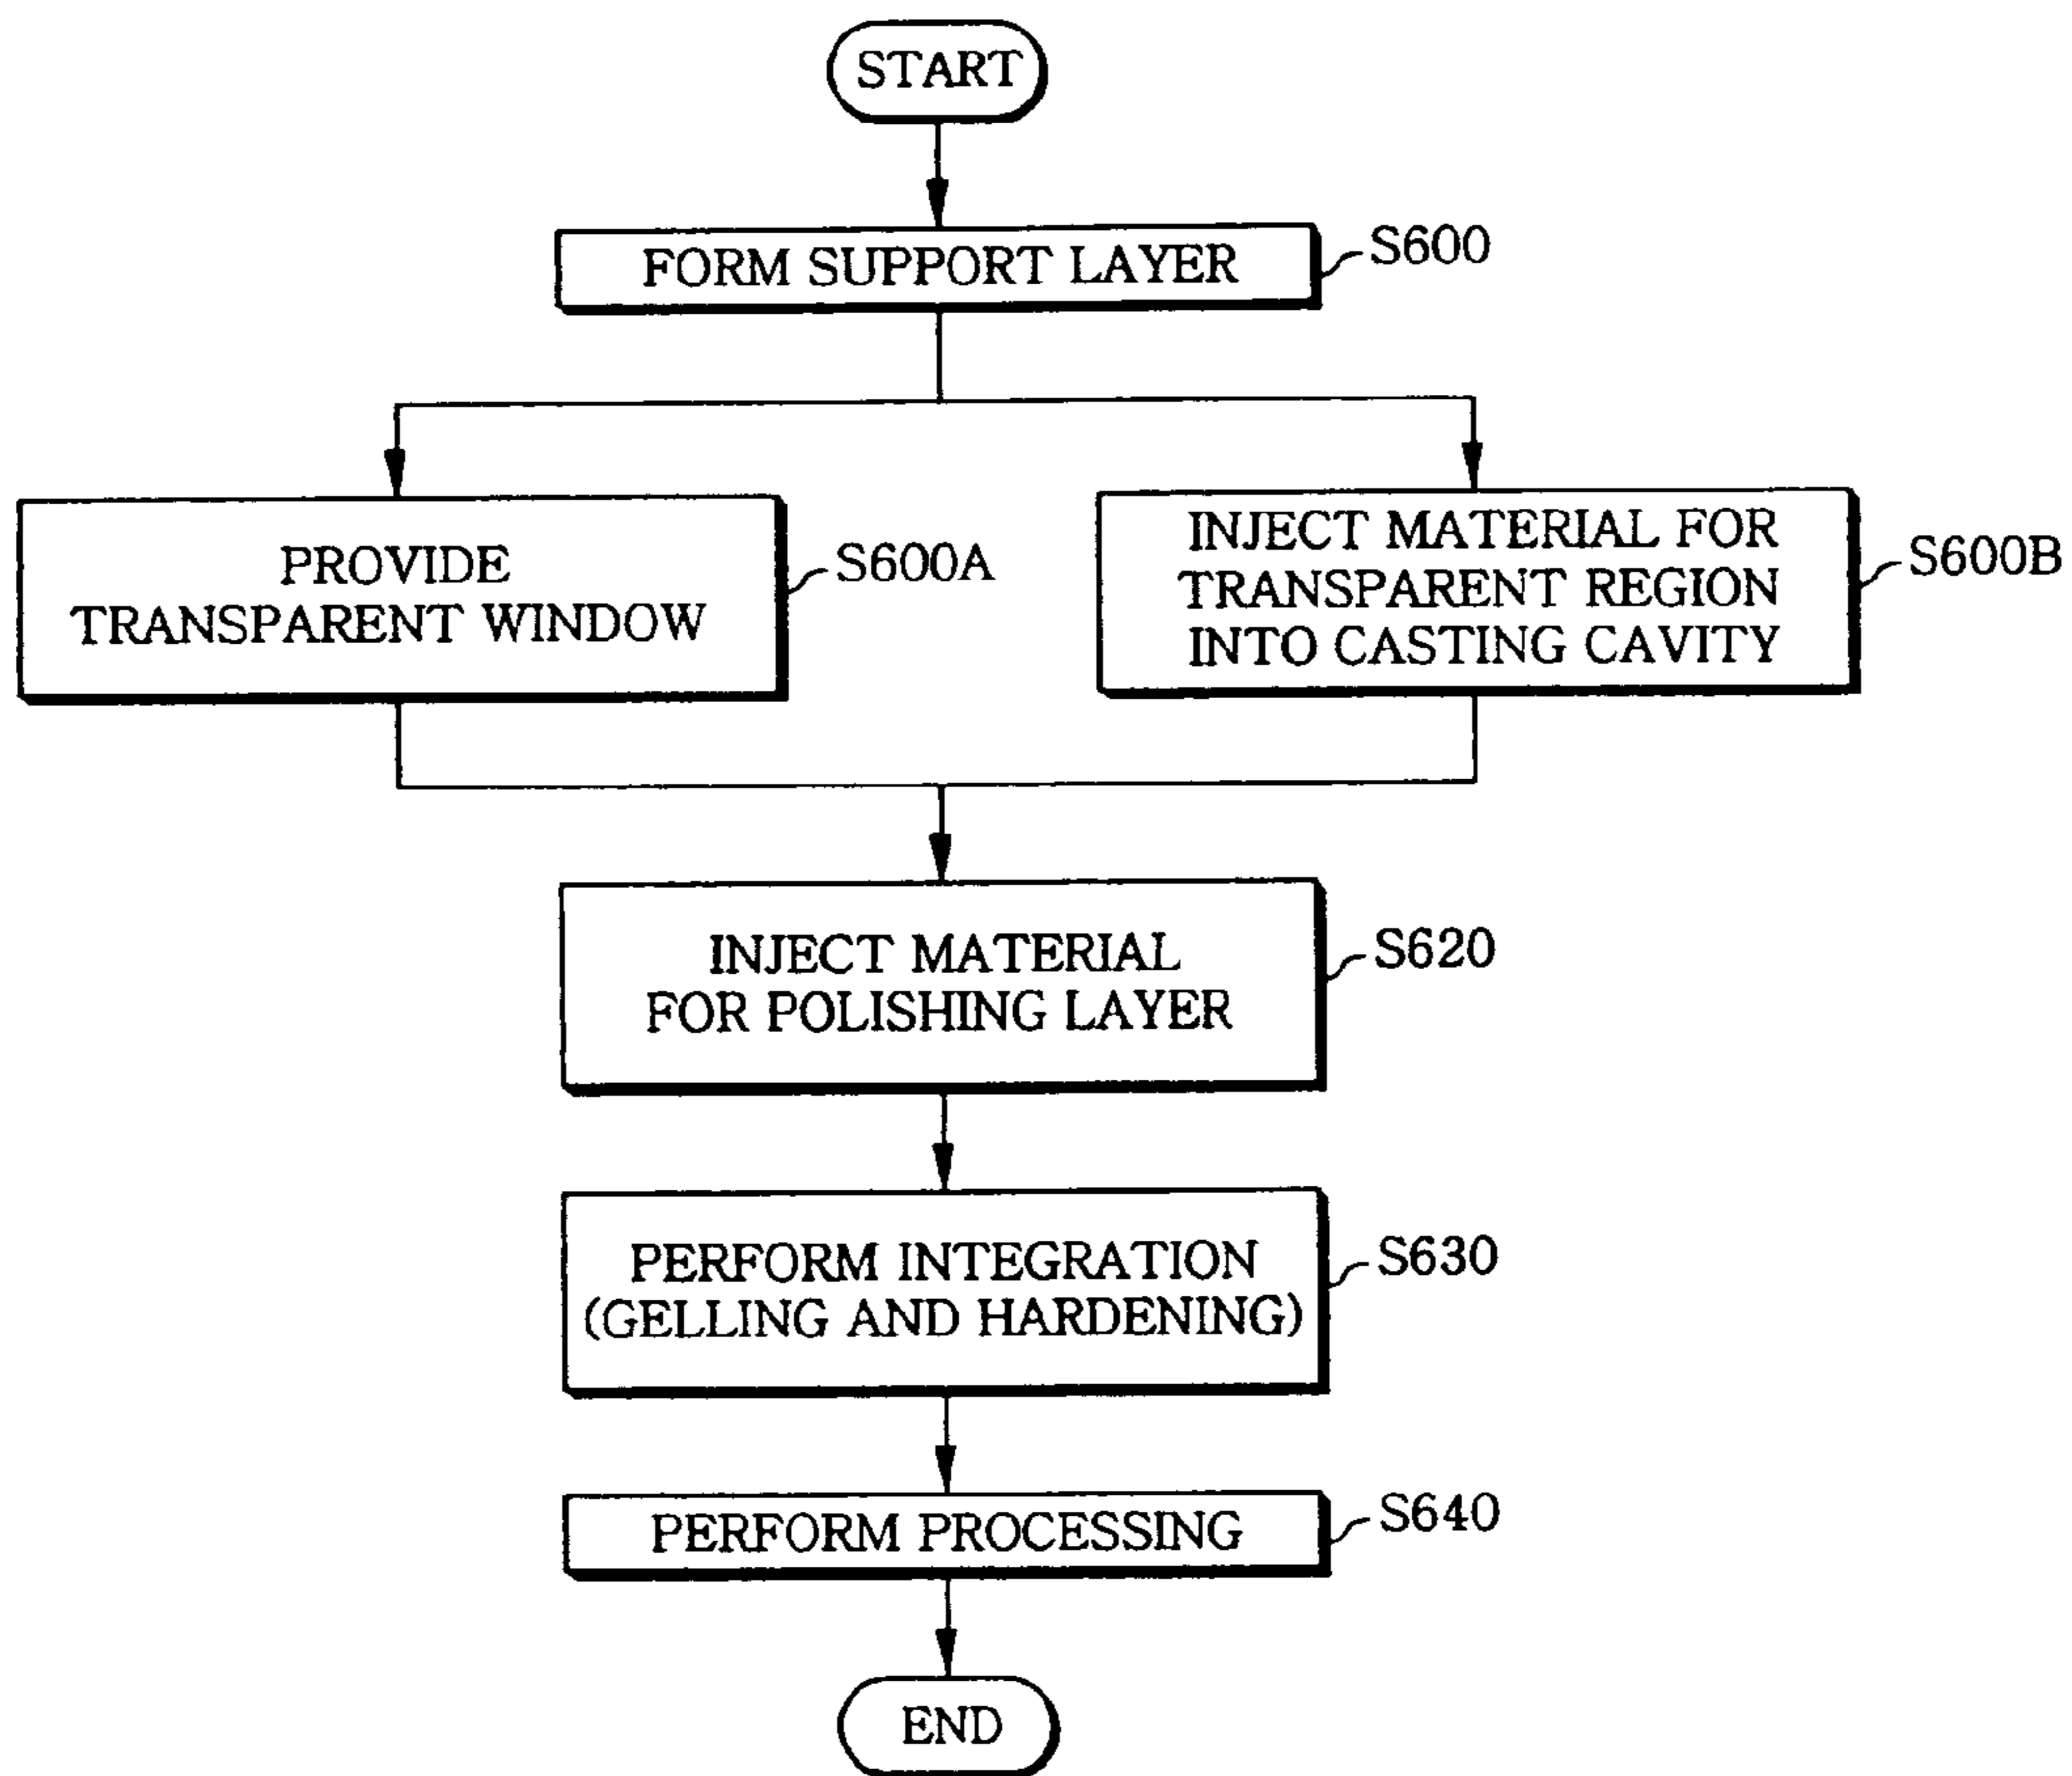 START
FORM SUPPORT LAYER
S600
PROVIDE
TRANSPARENT WINDOW
S600A
INJECT MATERIAL FOR
TRANSPARENT REGION
INTO CASTING CAVITY
S600B
INJECT MATERIAL
FOR POLISHING LAYER
S620
PERFORM INTEGRATION
(GELLING AND HARDENING)
S630
PERFORM PROCESSING
S640
END